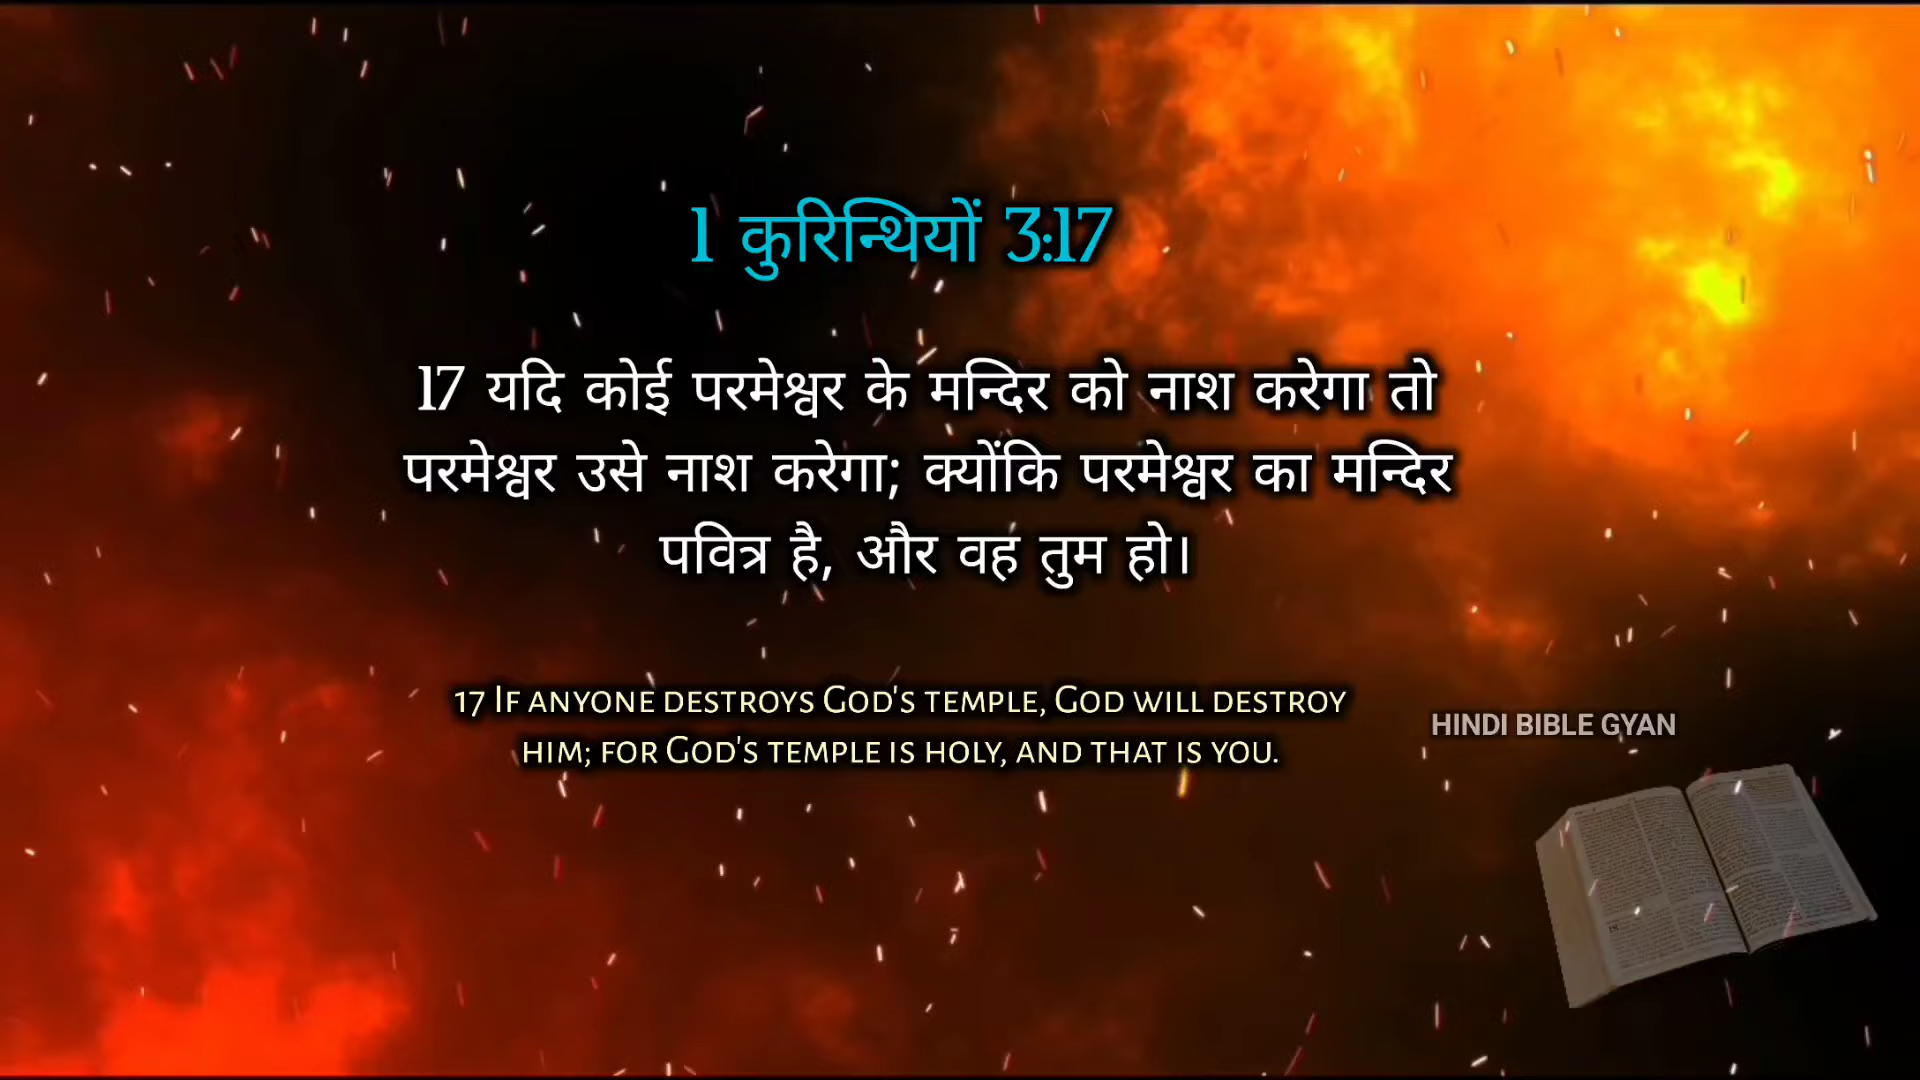 1 कुरिन्थियों 3:17
17 यदि कोई परमेश्वर के मन्दिर को नाश करेगा तो
परमेश्वर उसे नाश करेगा; क्योंकि परमेश्वर का मन्दिर
पवित्र है, और वह तुम हो।
17 If anyone destroys God's temple, God will destroy
him; for God's temple is holy, and that is you.
HINDI BIBLE GYAN